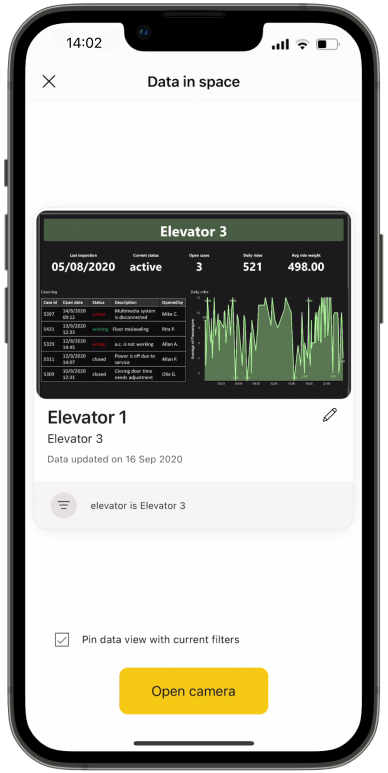 14:02
Data in space
Elevator 3
Last inspection Current status Open cases Daily rides Avg ride weight
05/08/2020 active 3 521 498.00
Cases log Daily rides
Case id Open date Status Description Opened by
5397 14/9/2020 09:12 active Multimedia system is disconnected Mike C.
5431 13/9/2020 12:33 waiting Floor misleveling Rita P.
5329 12/9/2020 14:45 active a.c. is not working Allan A.
5311 12/9/2020 14:07 closed Power is off due to service Allan P.
5309 10/9/2020 12:31 closed Closing door time needs adjustment Olie G.
Average of Passengers
Elevator 1
Elevator 3
Data updated on 16 Sep 2020
elevator is Elevator 3
Pin data view with current filters
Open camera